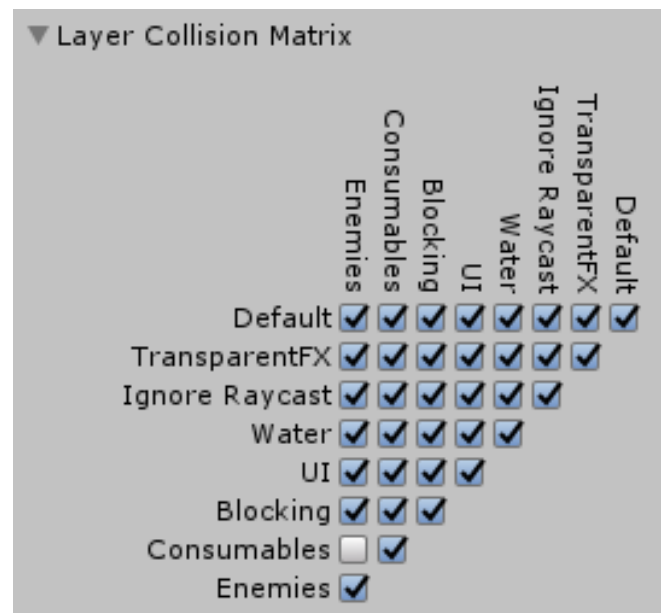 Layer Collision Matrix
Enemies
Consumables
Blocking
UI
Water
Ignore Raycast
TransparentFX
Default
Default
TransparentFX
Ignore Raycast
Water
UI
Blocking
Consumables
Enemies